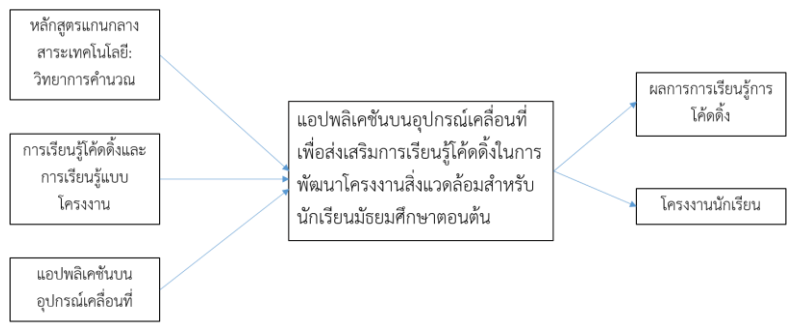 หลักสูตรแกนกลาง
สาระเทคโนโลยี:
วิทยาการคำนวณ
การเรียนรู้โค้ดดิ้งและ
การเรียนรู้แบบ
โครงงาน
แอปพลิเคชันบน
อุปกรณ์เคลื่อนที่
แอปพลิเคชันบนอุปกรณ์เคลื่อนที่
เพื่อส่งเสริมการเรียนรู้โค้ดดิ้งในการ
พัฒนาโครงงานสิ่งแวดล้อมสำหรับ
นักเรียนมัธยมศึกษาตอนต้น
ผลการการเรียนรู้การ
โค้ดดิ้ง
โครงงานนักเรียน